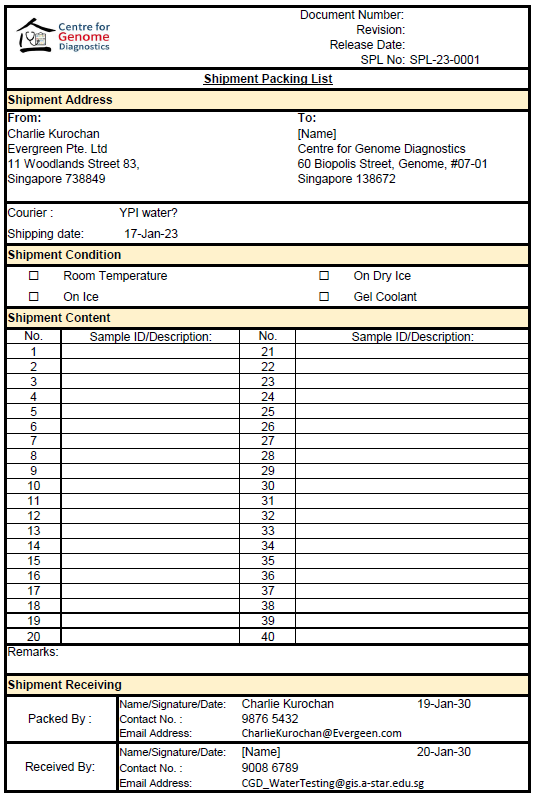 Centre for
Genome
Diagnostics
Document Number:
Revision:
Release Date:
SPL No: SPL-23-0001
Shipment Packing List
Shipment Address
From: To:
Charlie Kurochan [Name]
Evergreen Pte. Ltd Centre for Genome Diagnostics
11 Woodlands Street 83, 60 Biopolis Street, Genome, #07-01
Singapore 738849 Singapore 138672
Courier : YPI water?
Shipping date: 17-Jan-23
Shipment Condition
☐ Room Temperature ☐ On Dry Ice
☐ On Ice ☐ Gel Coolant
Shipment Content
No. Sample ID/Description: No. Sample ID/Description:
1 21
2 22
3 23
4 24
5 25
6 26
7 27
8 28
9 29
10 30
11 31
12 32
13 33
14 34
15 35
16 36
17 37
18 38
19 39
20 40
Remarks:
Shipment Receiving
Packed By :
Name/Signature/Date: Charlie Kurochan 19-Jan-30
Contact No. : 9876 5432
Email Address: CharlieKurochan@Evergeen.com
Received By:
Name/Signature/Date: [Name] 20-Jan-30
Contact No. : 9008 6789
Email Address: CGD_WaterTesting@gis.a-star.edu.sg